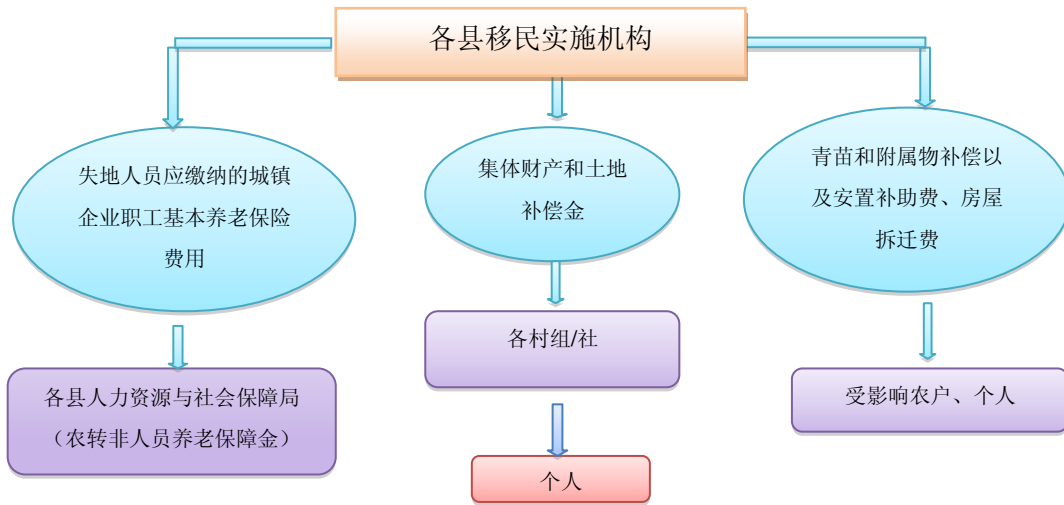 各县移民实施机构
失地人员应缴纳的城镇
企业职工基本养老保险
费用
集体财产和土地
补偿金
青苗和附属物补偿以
及安置补助费、房屋
拆迁费
各县人力资源与社会保障局
（农转非人员养老保障金）
各村组/社
受影响农户、个人
个人